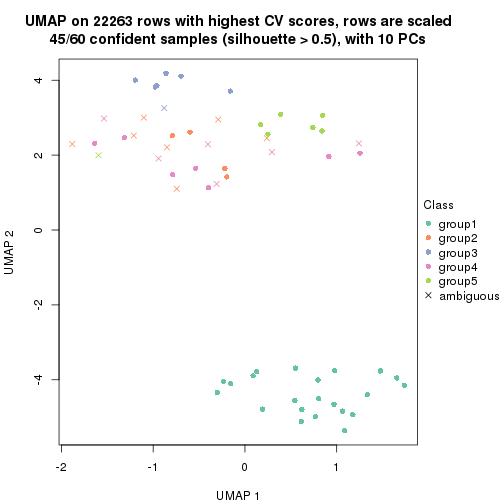 UMAP on 22263 rows with highest CV scores, rows are scaled
45/60 confident samples (silhouette > 0.5), with 10 PCs
4
2
0
-2
-4
UMAP 2
-2
-1
0
1
UMAP 1
Class
group1
group2
group3
group4
group5
ambiguous